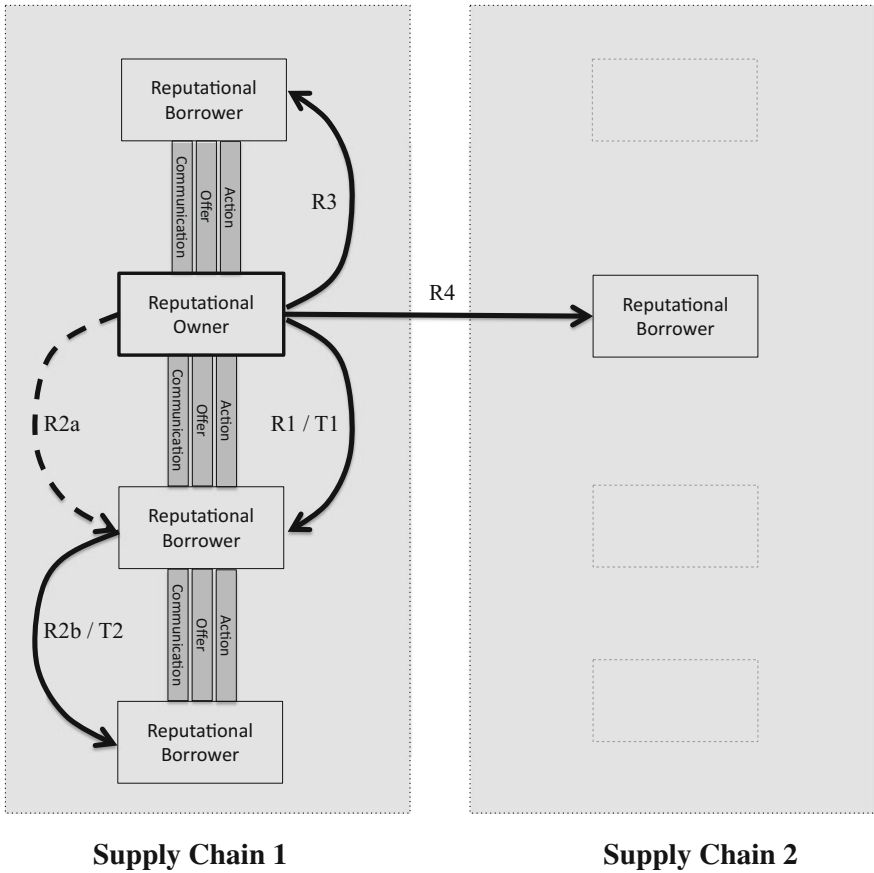 Reputational
Borrower
Communication
Offer
Action
R3
Reputational
Owner
R4
Reputational
Borrower
R2a
Communication
Offer
Action
R1 / T1
Reputational
Borrower
R2b / T2
Communication
Offer
Action
Reputational
Borrower
Supply Chain 1
Supply Chain 2